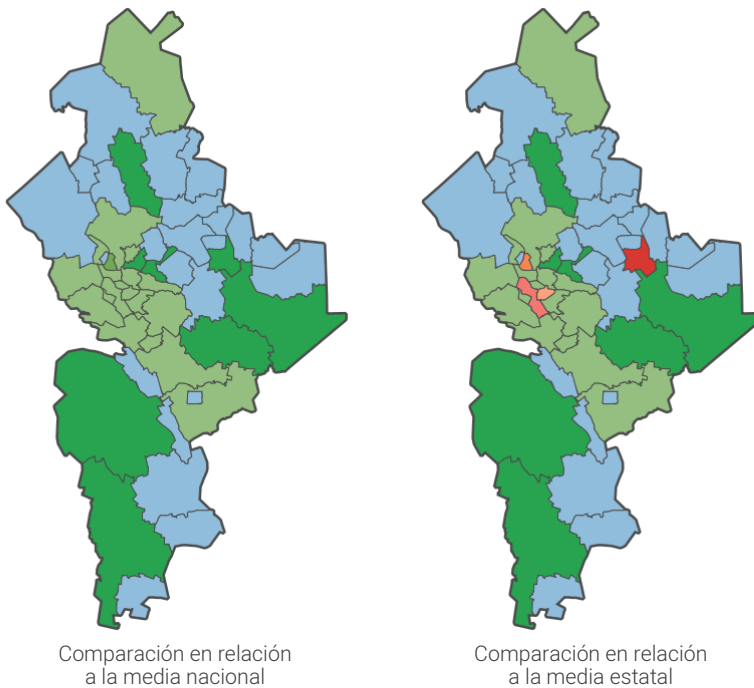 Comparación en relación
a la media nacional
Comparación en relación
a la media estatal